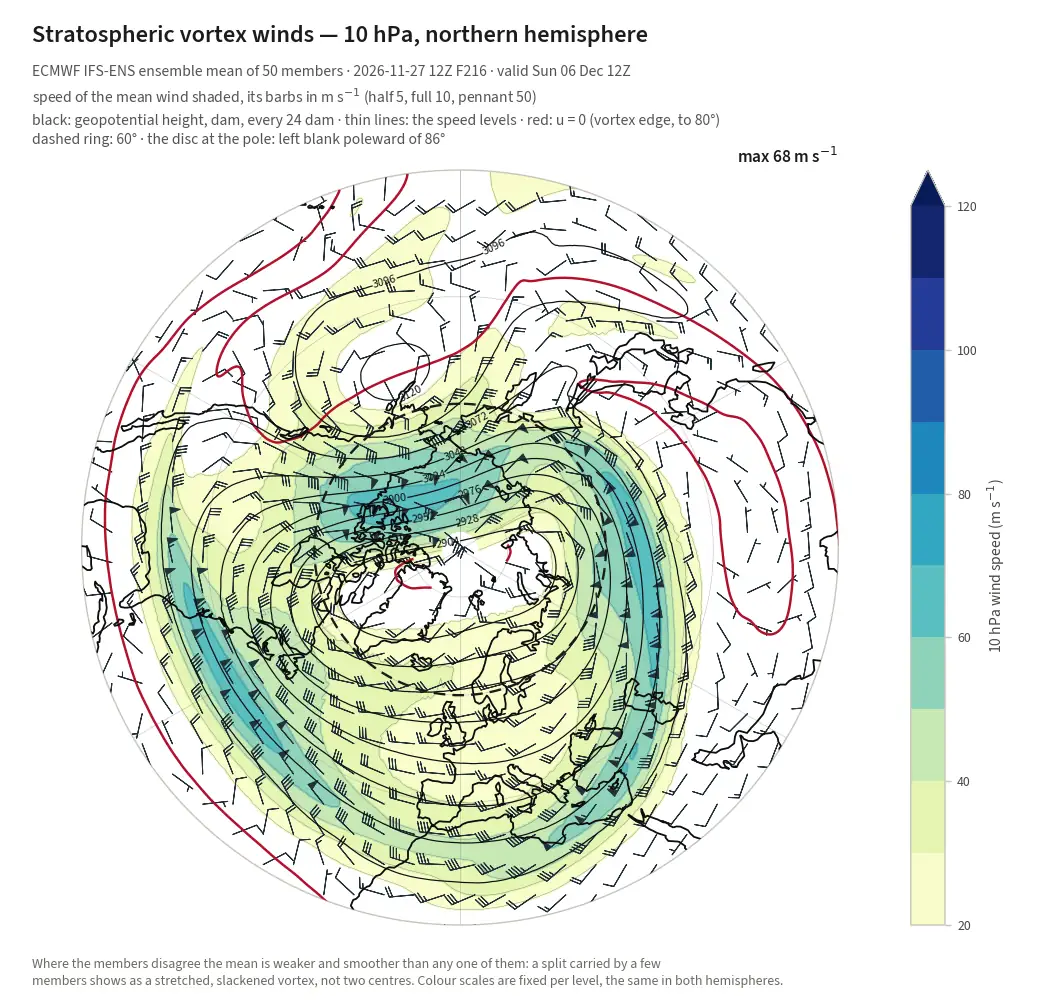 Stratospheric vortex winds — 10 hPa, northern hemisphere
ECMWF IFS-ENS ensemble mean of 50 members · 2026-11-27 12Z F216 · valid Sun 06 Dec 12Z
speed of the mean wind shaded, its barbs in m s⁻¹ (half 5, full 10, pennant 50)
black: geopotential height, dam, every 24 dam · thin lines: the speed levels · red: u = 0 (vortex edge, to 80°)
dashed ring: 60° · the disc at the pole: left blank poleward of 86°
max 68 m s⁻¹
120
100
80
60
40
20
10 hPa wind speed (m s⁻¹)
3096
3096
3072
2976
2928
Where the members disagree the mean is weaker and smoother than any one of them: a split carried by a few
members shows as a stretched, slackened vortex, not two centres. Colour scales are fixed per level, the same in both hemispheres.